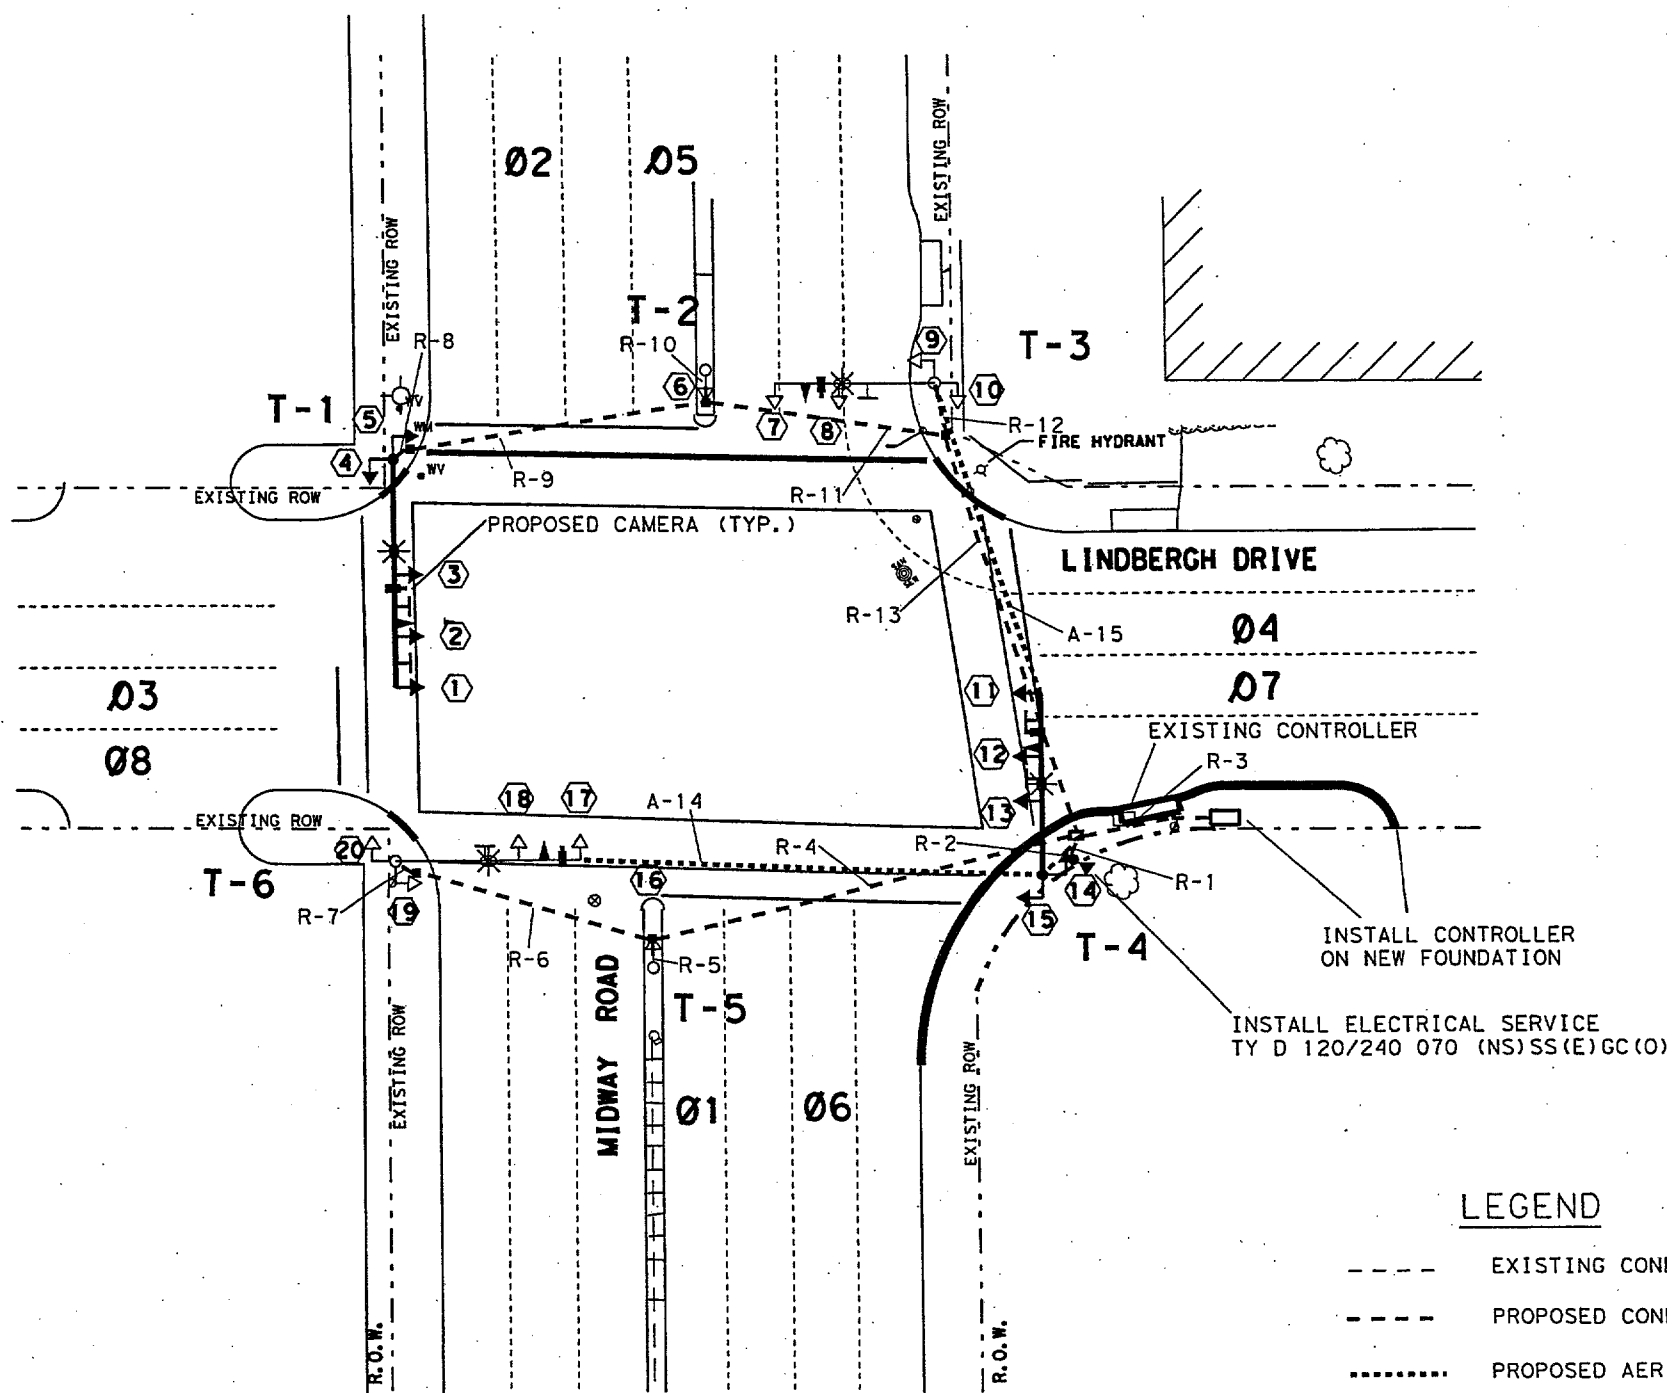 Ø2
Ø5
EXISTING ROW
EXISTING ROW
T-2
R-8
R-10
9
T-3
6
10
T-1
5
WV
7
8
R-12
WM
FIRE HYDRANT
4
WV
R-9
R-11
EXISTING ROW
PROPOSED CAMERA (TYP.)
LINDBERGH DRIVE
3
SAN
R-13
A-15
Ø4
2
1
11
Ø7
Ø3
EXISTING CONTROLLER
12
R-3
Ø8
18
17
A-14
13
EXISTING ROW
R-4
R-2
20
T-6
16
14
R-1
R-7
19
15
INSTALL CONTROLLER
ON NEW FOUNDATION
R-6
R-5
T-4
MIDWAY ROAD
T-5
INSTALL ELECTRICAL SERVICE
TY D 120/240 070 (NS)SS(E)GC(O)
EXISTING ROW
EXISTING ROW
Ø1
Ø6
LEGEND
EXISTING CON
PROPOSED CON
PROPOSED AER
R.O.W.
R.O.W.